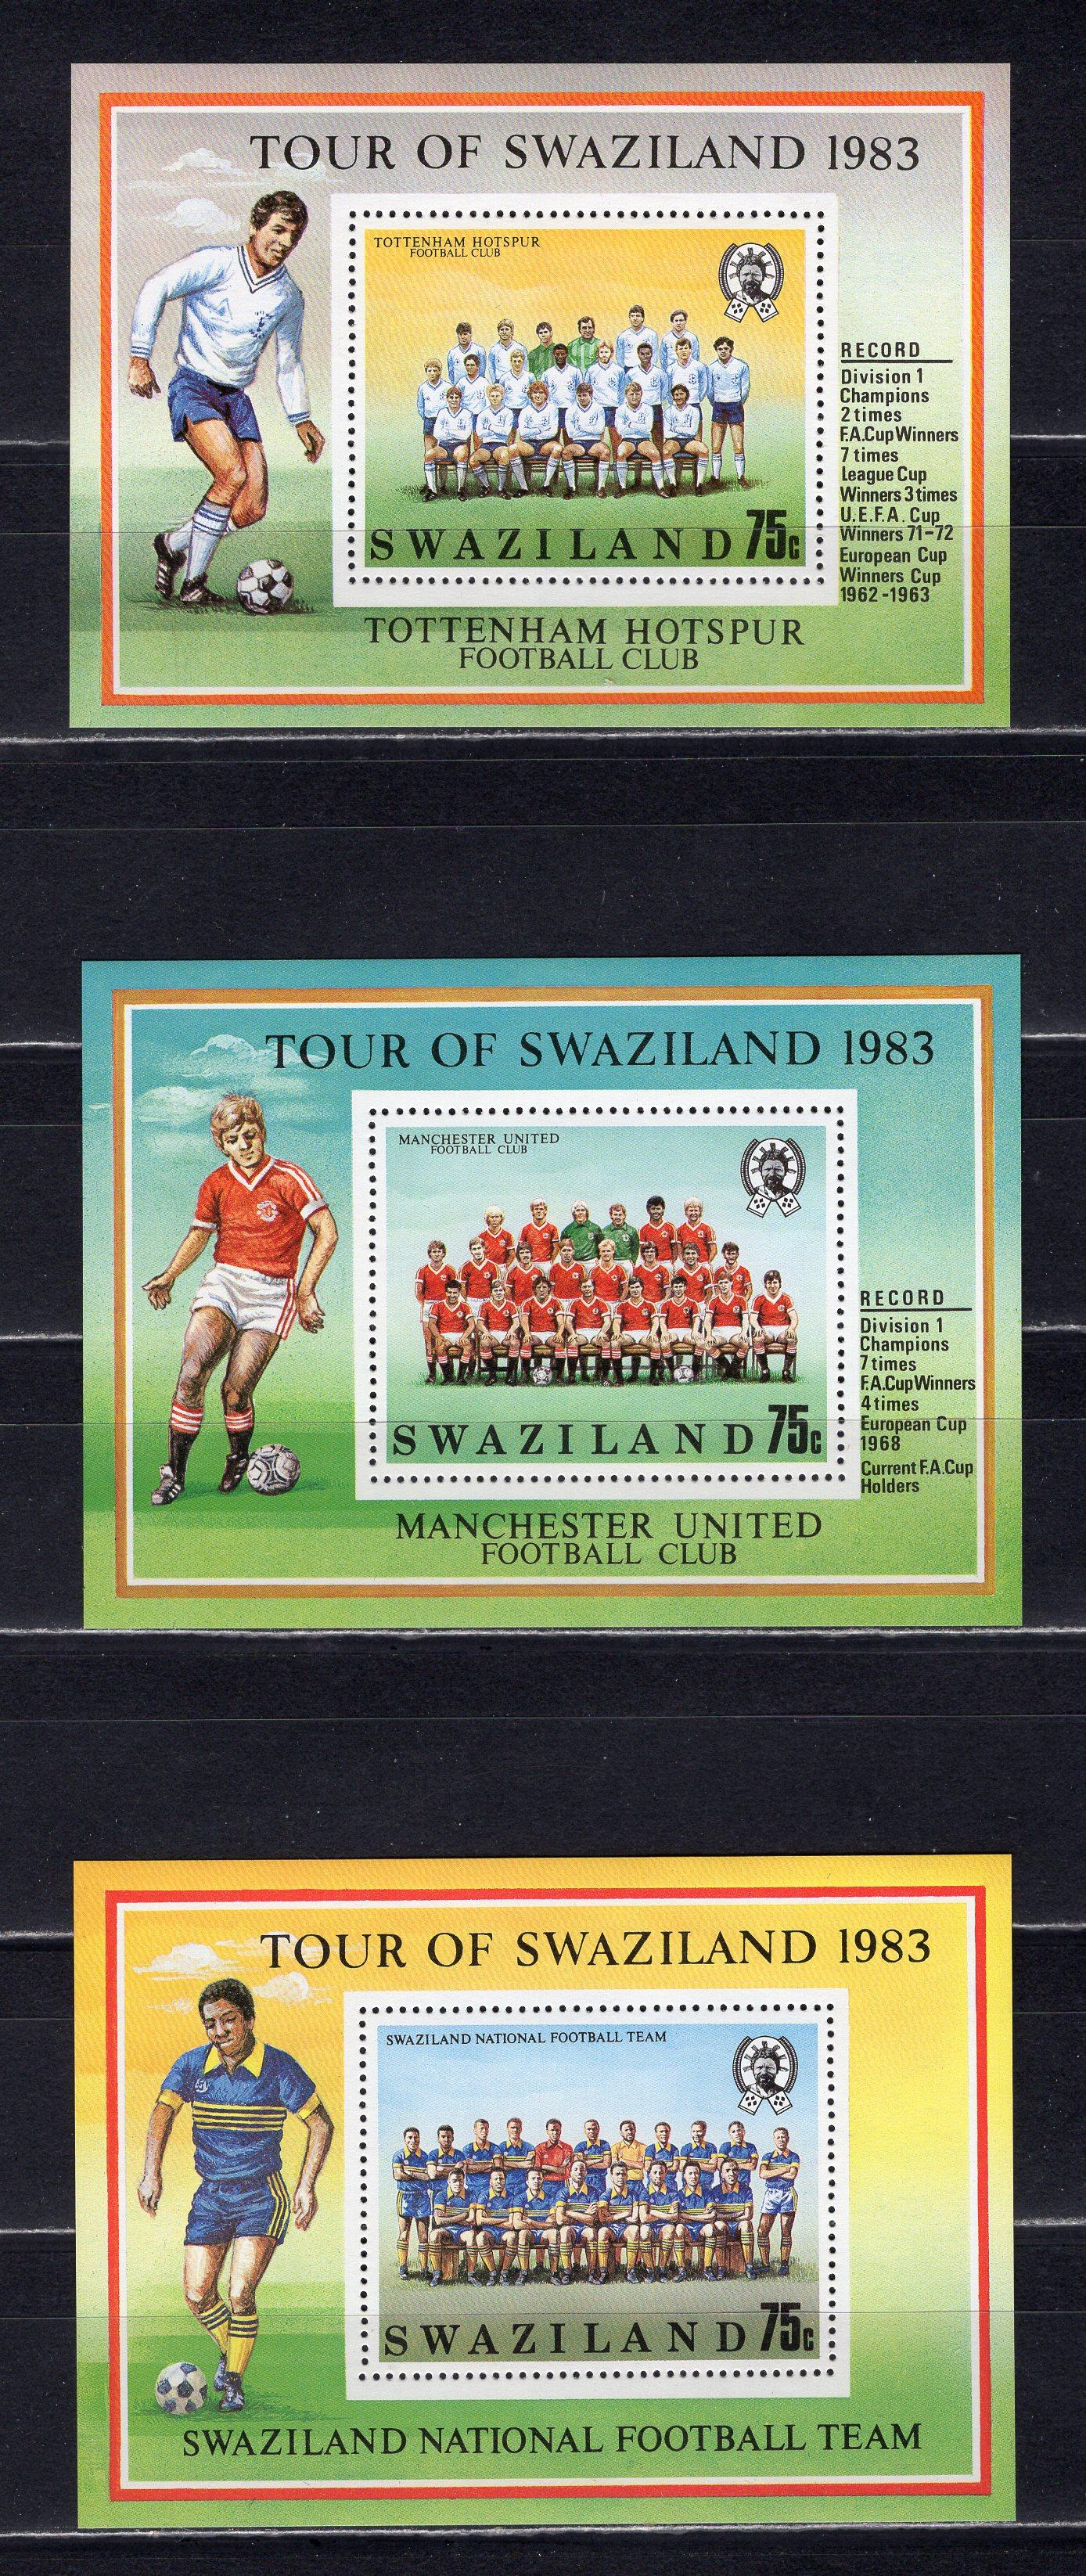 TOUR OF SWAZILAND 1983
TOTTENHAM HOTSPUR
FOOTBALL CLUB
RECORD
Division 1
Champions
2 times
F.A.Cup Winners
7 times
League Cup
Winners 3 times
U.E.F.A. Cup
Winners 71-72
European Cup
Winners Cup
1962-1963
SWAZILAND 75c
TOTTENHAM HOTSPUR
FOOTBALL CLUB
TOUR OF SWAZILAND 1983
MANCHESTER UNITED
FOOTBALL CLUB
RECORD
Division 1
Champions
7 times
F.A.Cup Winners
4 times
European Cup
1968
Current F.A.Cup
Holders
SWAZILAND 75c
MANCHESTER UNITED
FOOTBALL CLUB
TOUR OF SWAZILAND 1983
SWAZILAND NATIONAL FOOTBALL TEAM
SWAZILAND 75c
SWAZILAND NATIONAL FOOTBALL TEAM